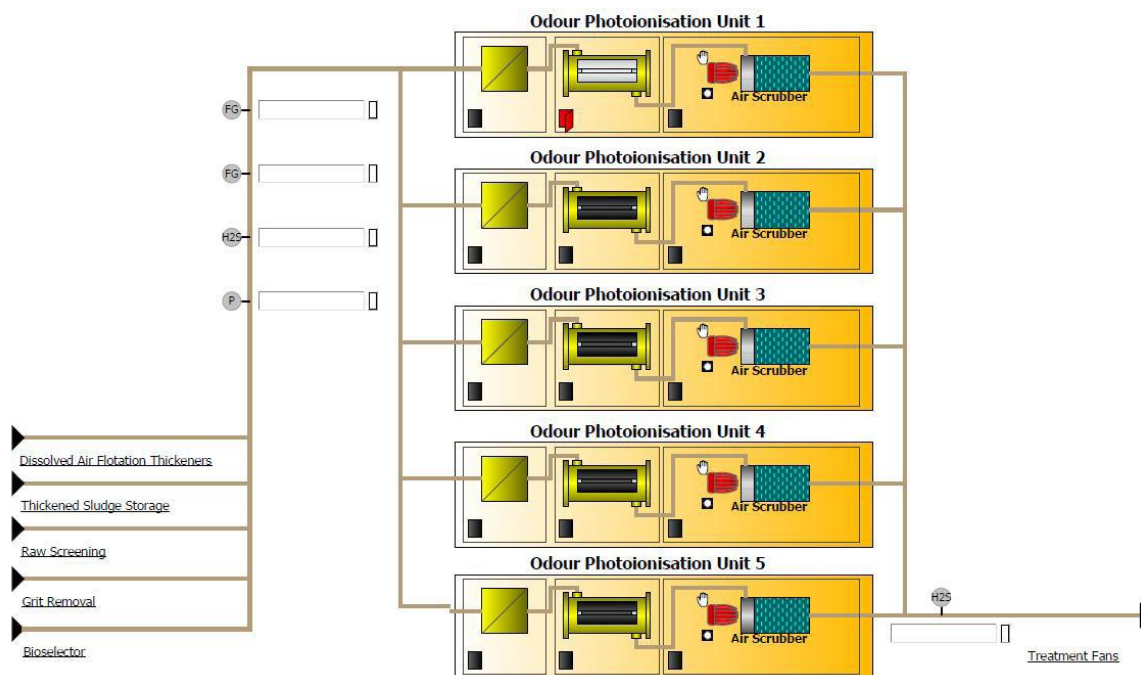 Odour Photoionisation Unit 1
Air Scrubber
FG
Odour Photoionisation Unit 2
FG
Air Scrubber
H2S
Odour Photoionisation Unit 3
P
Air Scrubber
Odour Photoionisation Unit 4
Dissolved Air Flotation Thickeners
Thickened Sludge Storage
Air Scrubber
Raw Screening
Odour Photoionisation Unit 5
Grit Removal
H2S
Bioselector
Air Scrubber
Treatment Fans